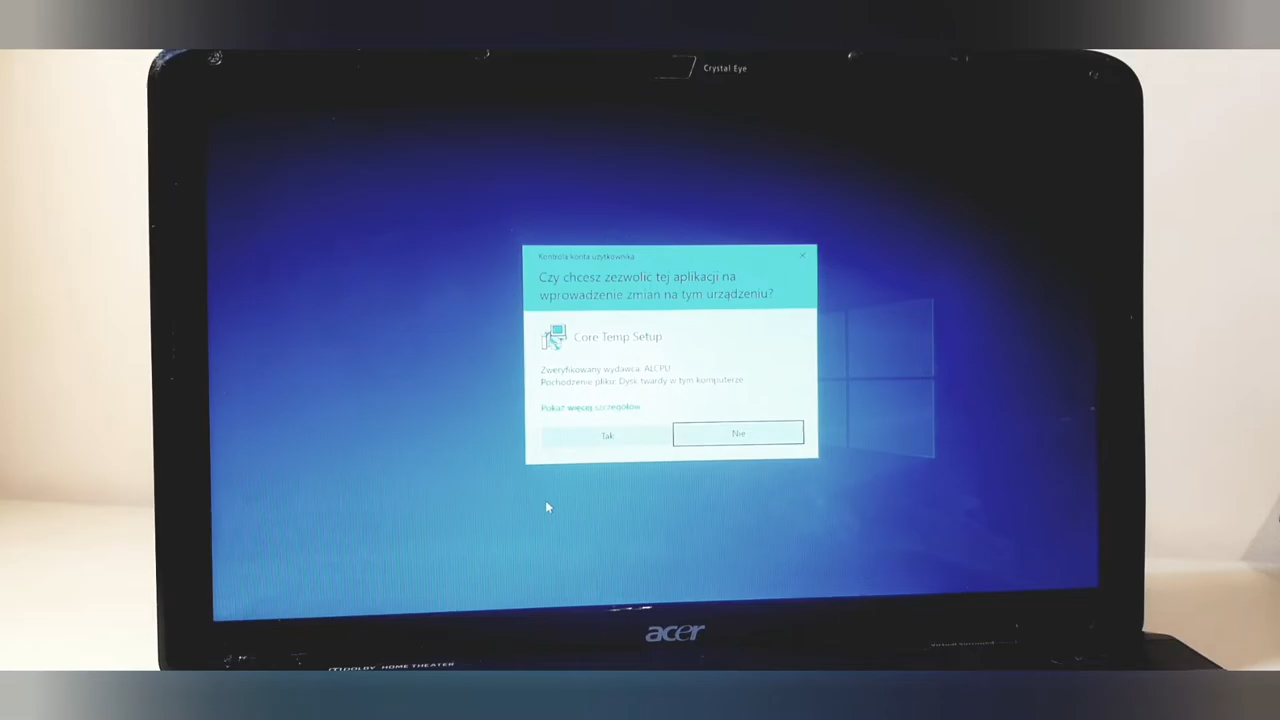 Crystal Eye
Kontrola konta użytkownika
Czy chcesz zezwolić tej aplikacji na
wprowadzenie zmian na tym urządzeniu?
Core Temp Setup
Zweryfikowany wydawca: ALCPU
Pochodzenie pliku: Dysk twardy w tym komputerze
Pokaż więcej szczegółów
Tak
Nie
acer
DOLBY HOME THEATER